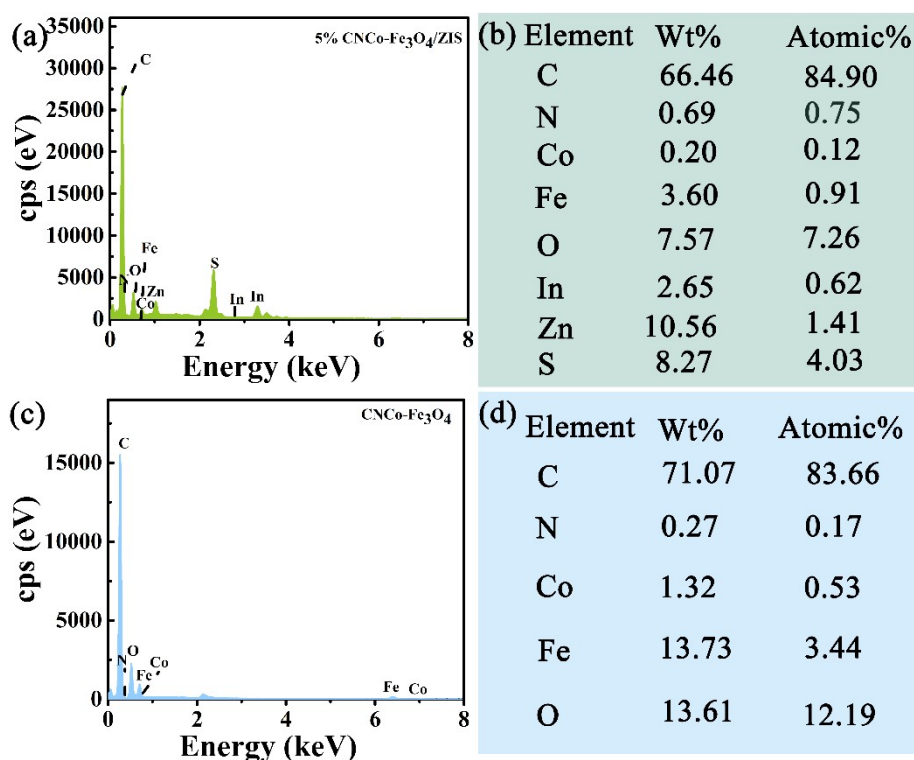 (a)
5% CNCo-Fe₃O₄/ZIS
35000
30000
25000
20000
15000
10000
5000
0
cps (eV)
C
N
O
Fe
Co
Zn
S
In
In
0 2 4 6 8
Energy (keV)
(b) Element Wt% Atomic%
C 66.46 84.90
N 0.69 0.75
Co 0.20 0.12
Fe 3.60 0.91
O 7.57 7.26
In 2.65 0.62
Zn 10.56 1.41
S 8.27 4.03
(c)
CNCo-Fe₃O₄
15000
10000
5000
0
cps (eV)
C
N
O
Fe
Co
Fe
Co
0 2 4 6 8
Energy (keV)
(d) Element Wt% Atomic%
C 71.07 83.66
N 0.27 0.17
Co 1.32 0.53
Fe 13.73 3.44
O 13.61 12.19